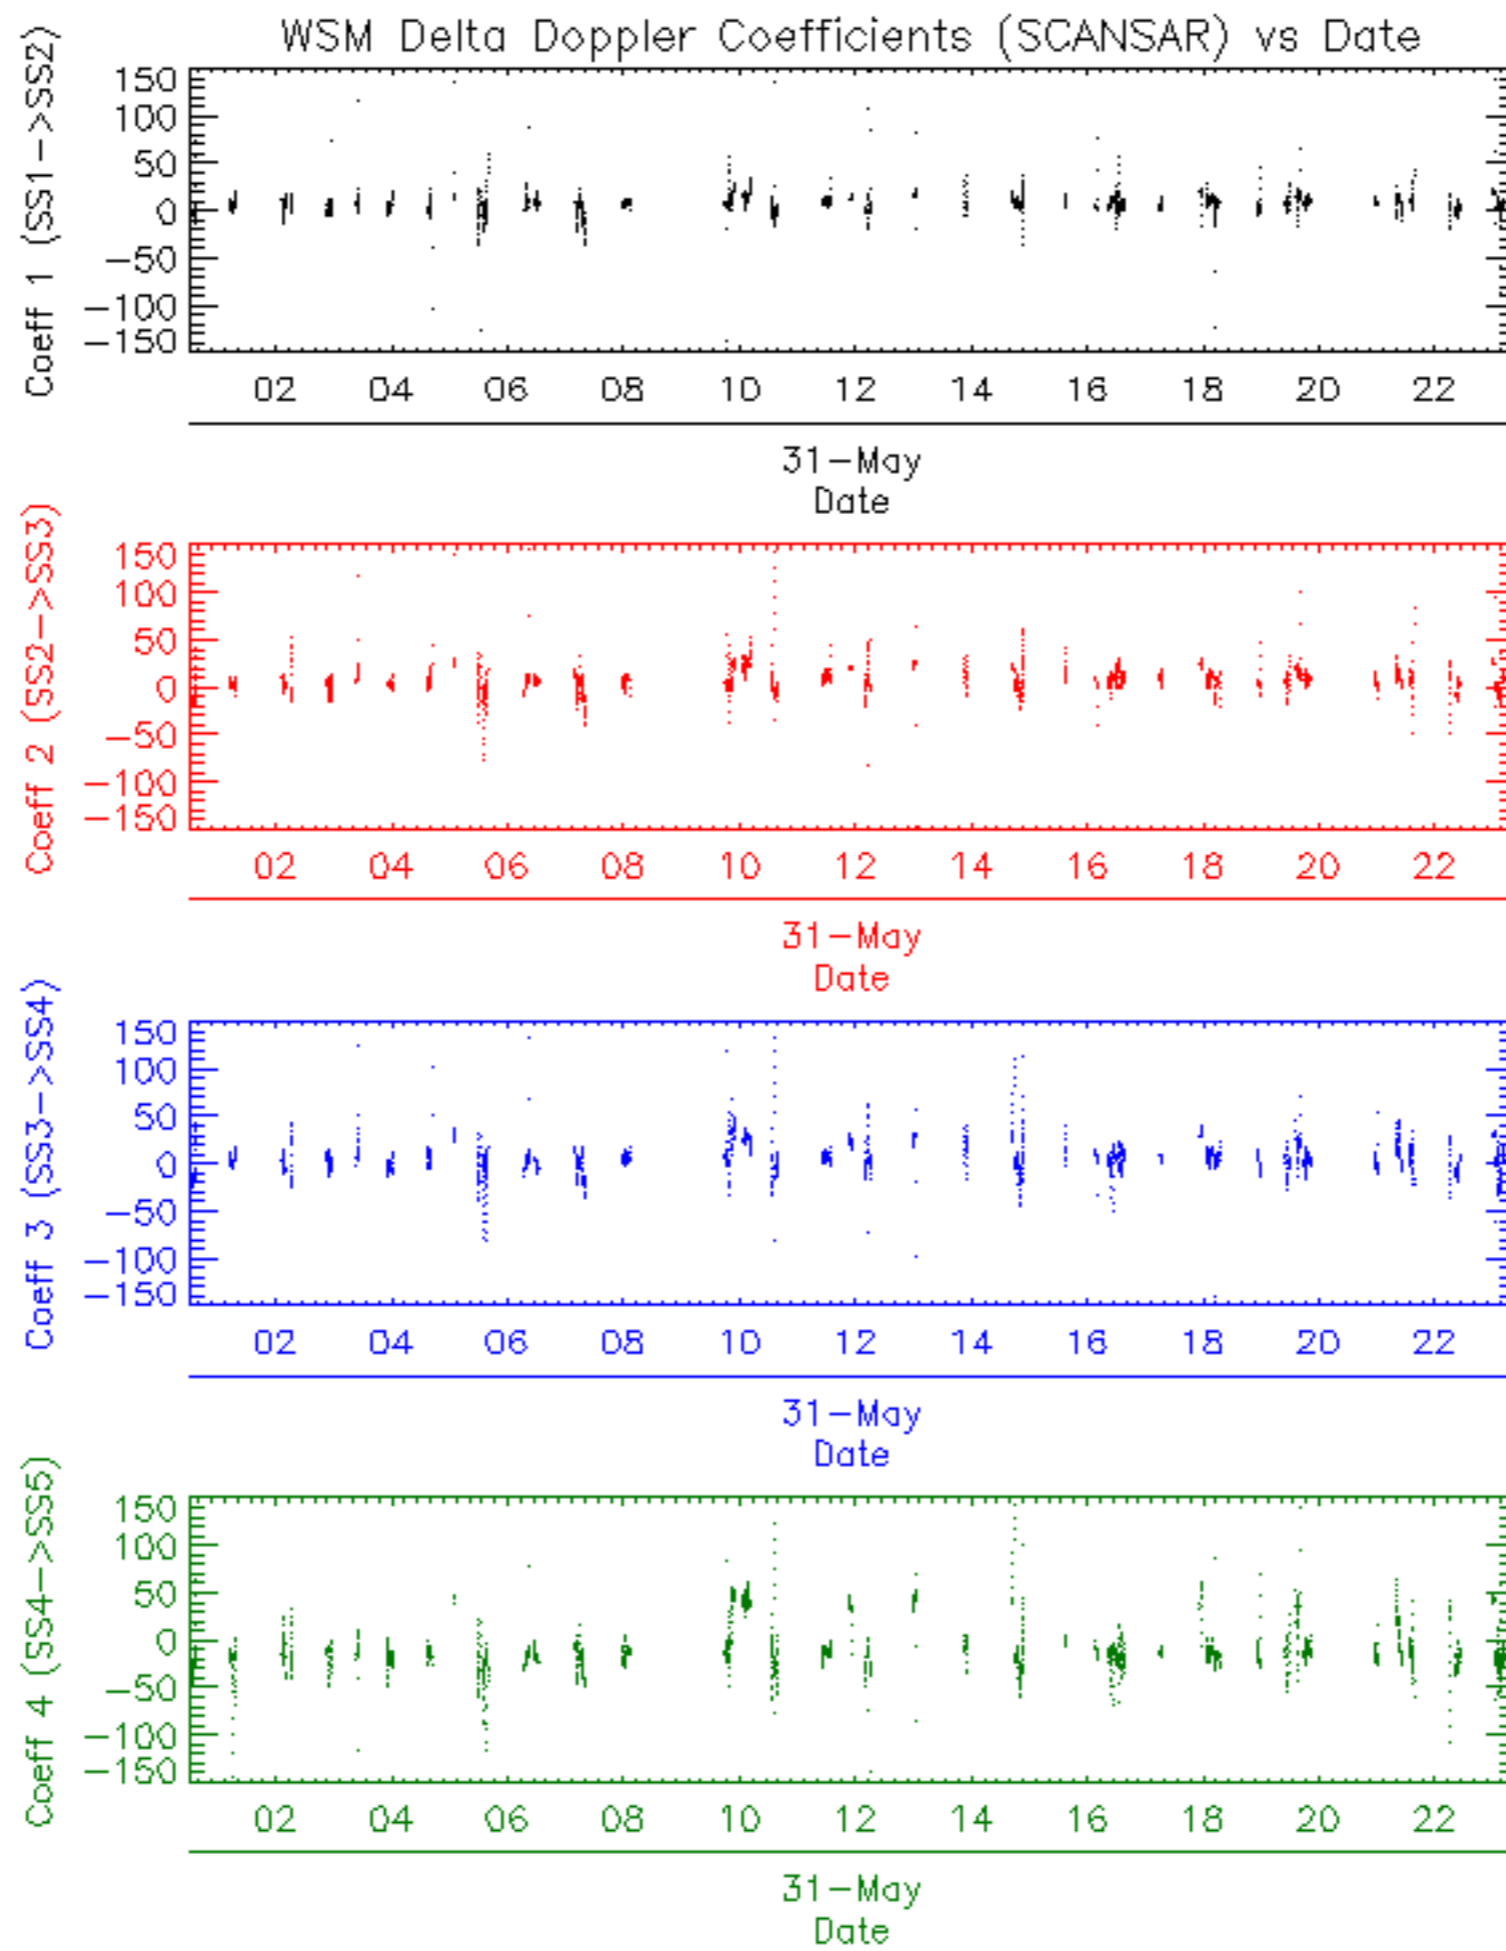 WSM Delta Doppler Coefficients (SCANSAR) vs Date
Coeff 1 (SS1->SS2)
150
100
50
0
-50
-100
-150
02 04 06 08 10 12 14 16 18 20 22
31-May
Date
Coeff 2 (SS2->SS3)
150
100
50
0
-50
-100
-150
02 04 06 08 10 12 14 16 18 20 22
31-May
Date
Coeff 3 (SS3->SS4)
150
100
50
0
-50
-100
-150
02 04 06 08 10 12 14 16 18 20 22
31-May
Date
Coeff 4 (SS4->SS5)
150
100
50
0
-50
-100
-150
02 04 06 08 10 12 14 16 18 20 22
31-May
Date